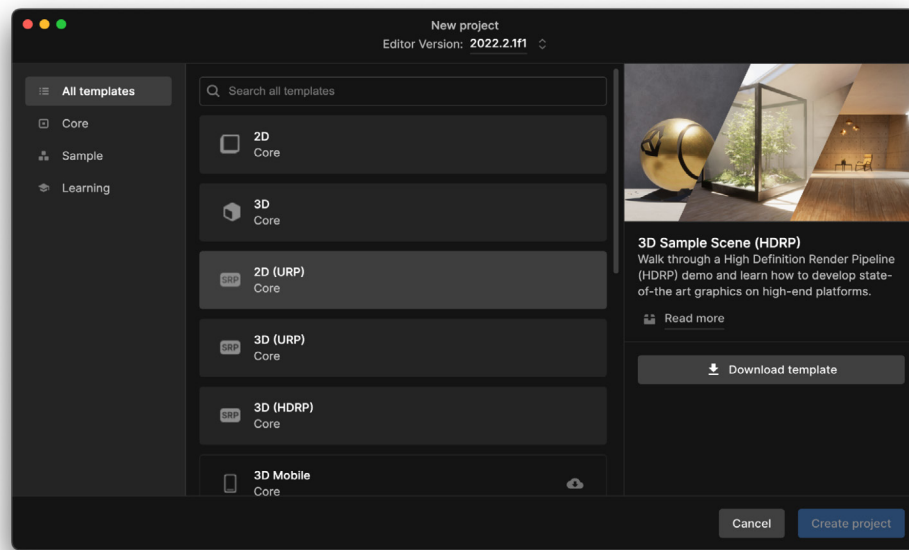 New project
Editor Version: 2022.2.1f1
All templates
Core
Sample
Learning
Search all templates
2D
Core
3D
Core
SRP
2D (URP)
Core
SRP
3D (URP)
Core
SRP
3D (HDRP)
Core
3D Mobile
Core
3D Sample Scene (HDRP)
Walk through a High Definition Render Pipeline
(HDRP) demo and learn how to develop state-
of-the art graphics on high-end platforms.
Read more
Download template
Cancel
Create project